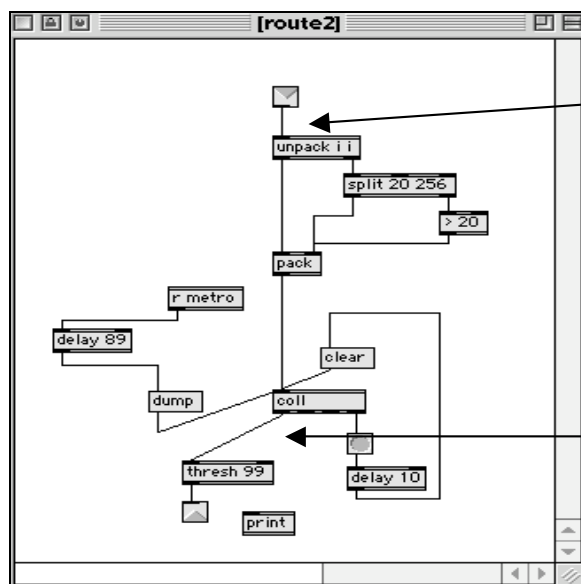 [route2]
unpack i i
split 20 256
> 20
pack
r metro
delay 89
clear
dump
coll
thresh 99
delay 10
print